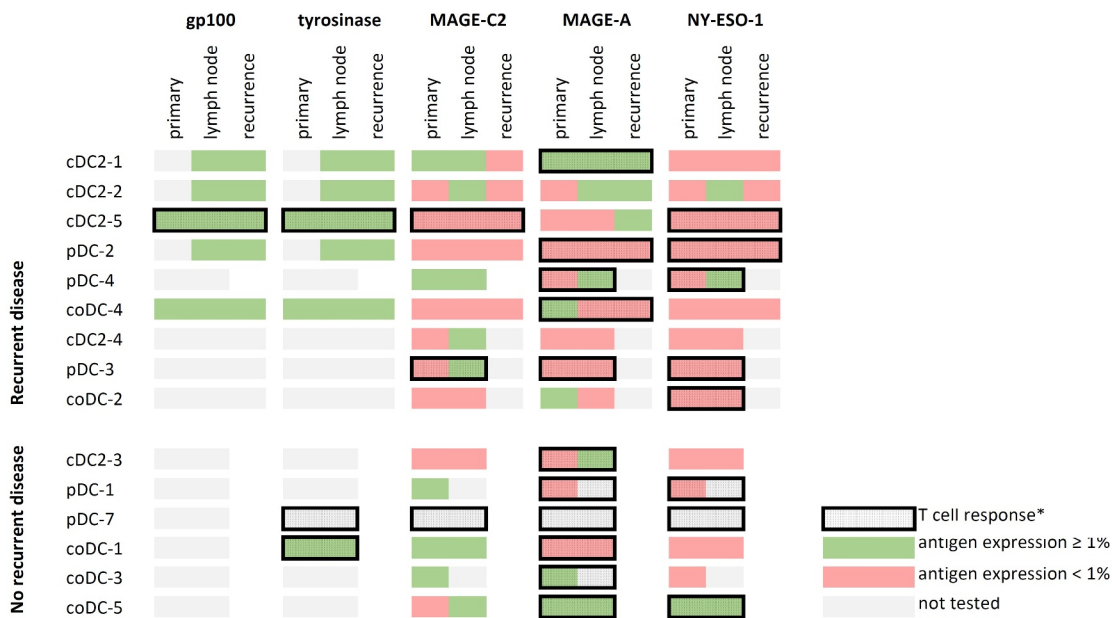 gp100 tyrosinase MAGE-C2 MAGE-A NY-ESO-1
primary lymph node recurrence primary lymph node recurrence primary lymph node recurrence primary lymph node recurrence primary lymph node recurrence
Recurrent disease
cDC2-1
cDC2-2
cDC2-5
pDC-2
pDC-4
coDC-4
cDC2-4
pDC-3
coDC-2
No recurrent disease
cDC2-3
pDC-1
pDC-7
coDC-1
coDC-3
coDC-5
T cell response*
antigen expression ≥ 1%
antigen expression < 1%
not tested